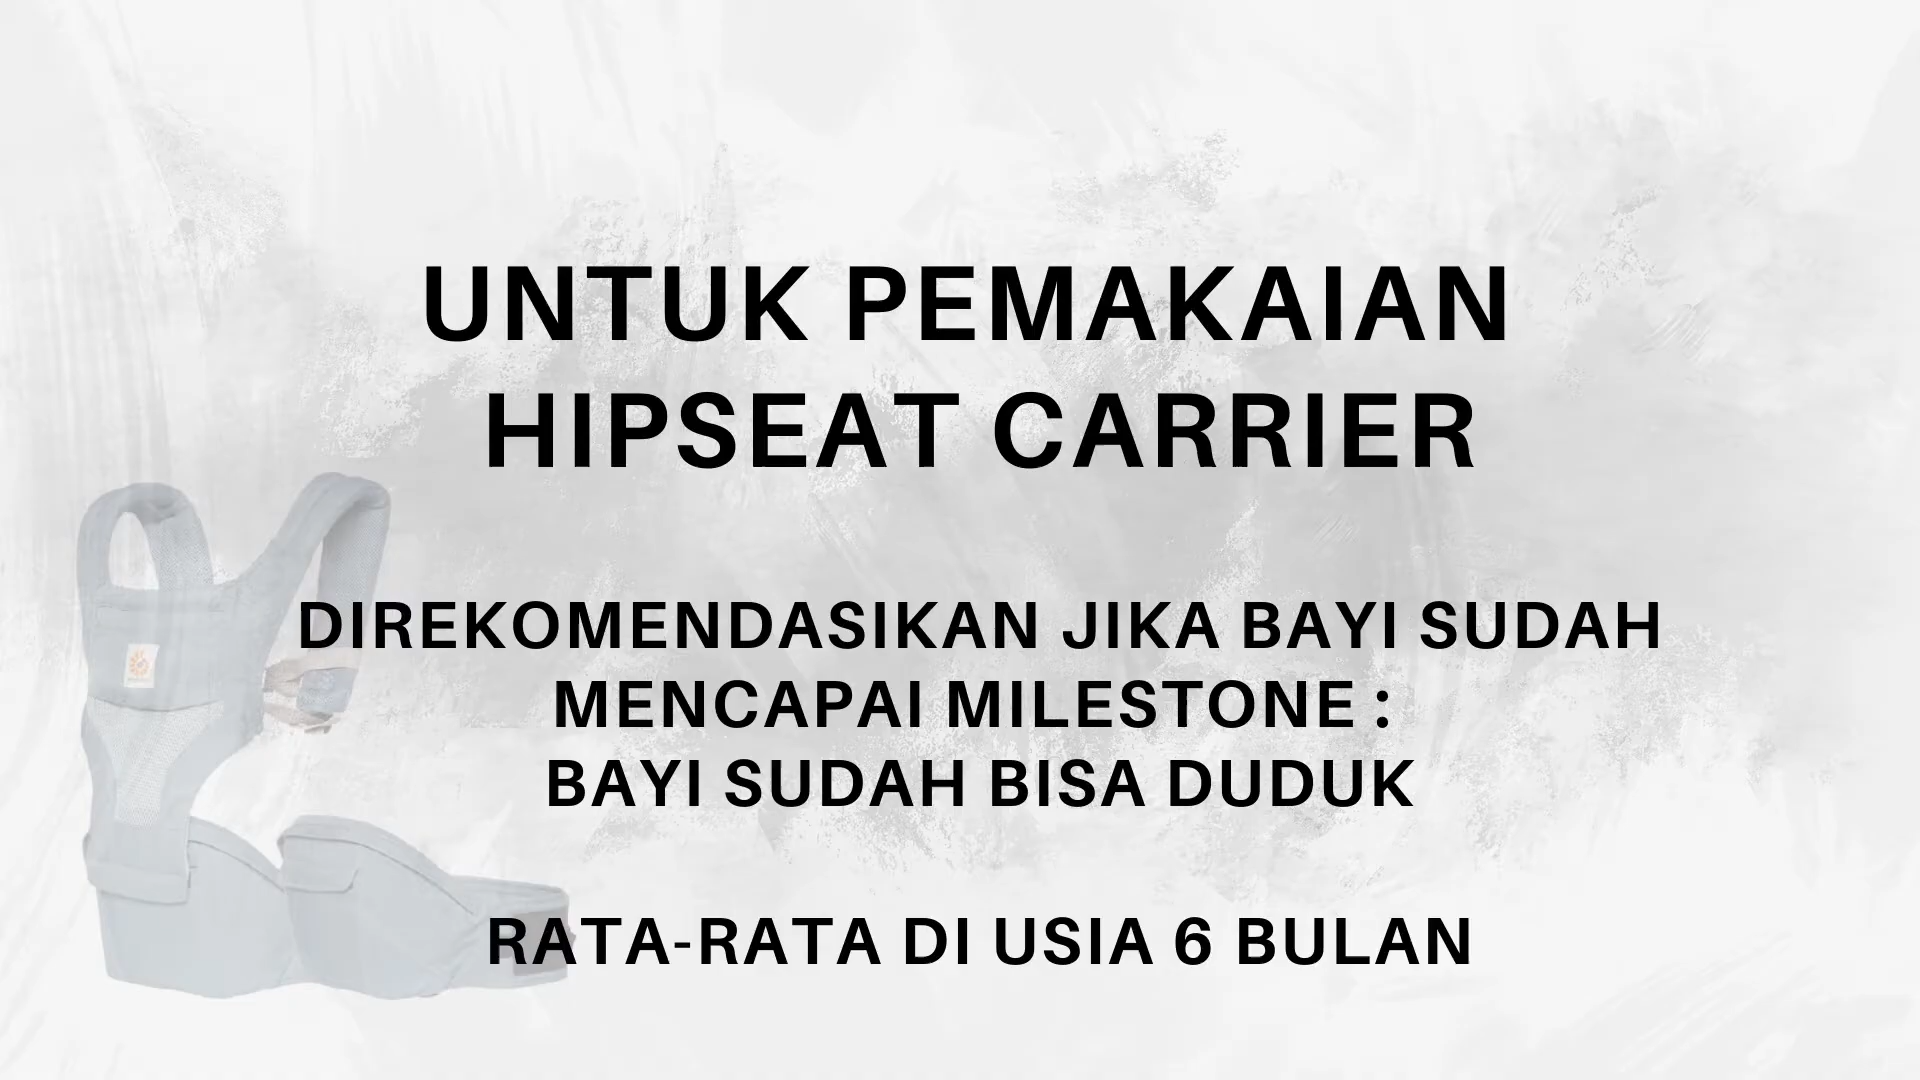 UNTUK PEMAKAIAN
HIPSEAT CARRIER
DIREKOMENDASIKAN JIKA BAYI SUDAH
MENCAPAI MILESTONE :
BAYI SUDAH BISA DUDUK
RATA-RATA DI USIA 6 BULAN